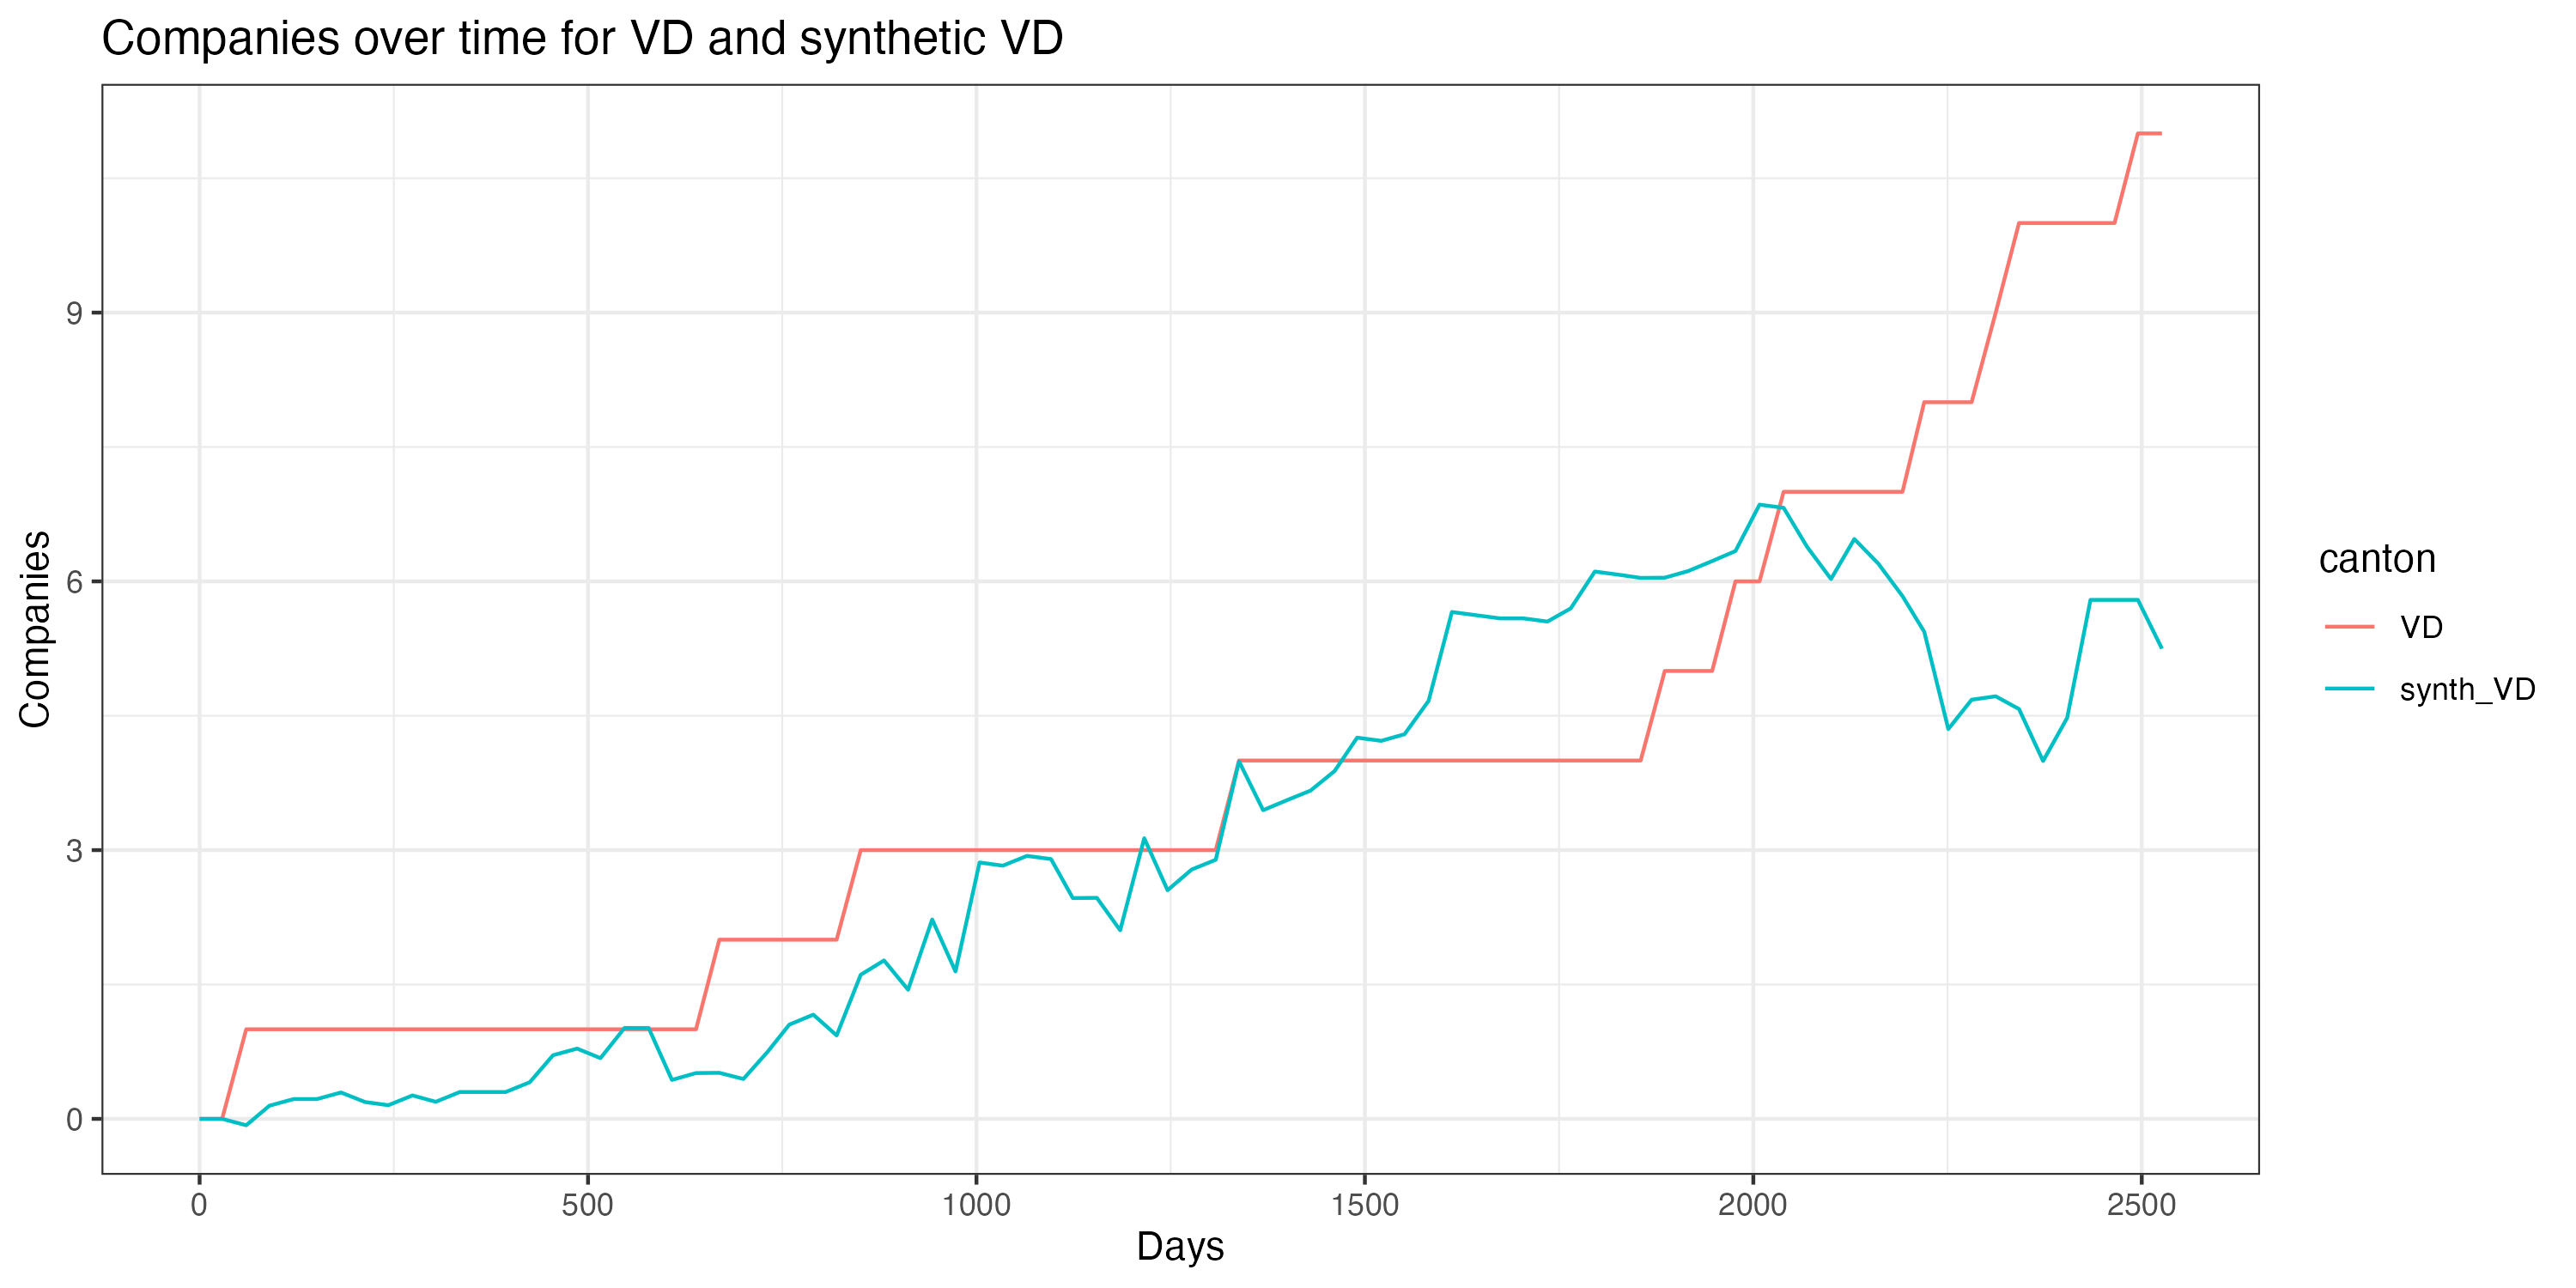 Companies over time for VD and synthetic VD
Companies
9
6
3
0
0 500 1000 1500 2000 2500
Days
canton
VD
synth_VD